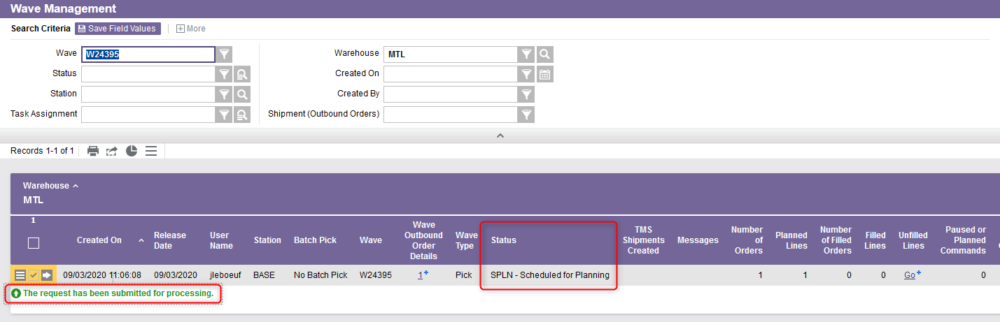 Wave Management
Search Criteria Save Field Values More
Wave W24395 Warehouse MTL
Status Created On
Station Created By
Task Assignment Shipment (Outbound Orders)
Records 1-1 of 1
Warehouse
MTL
1
Created On Release Date User Name Station Batch Pick Wave Wave Outbound Order Details Wave Type Status TMS Shipments Created Messages Number of Orders Planned Lines Number of Filled Orders Filled Lines Unfilled Lines Paused or Planned Commands
09/03/2020 11:06:08 09/03/2020 jleboeuf BASE No Batch Pick W24395 1+ Pick SPLN - Scheduled for Planning 1 1 0 0 Go+ 0
The request has been submitted for processing.